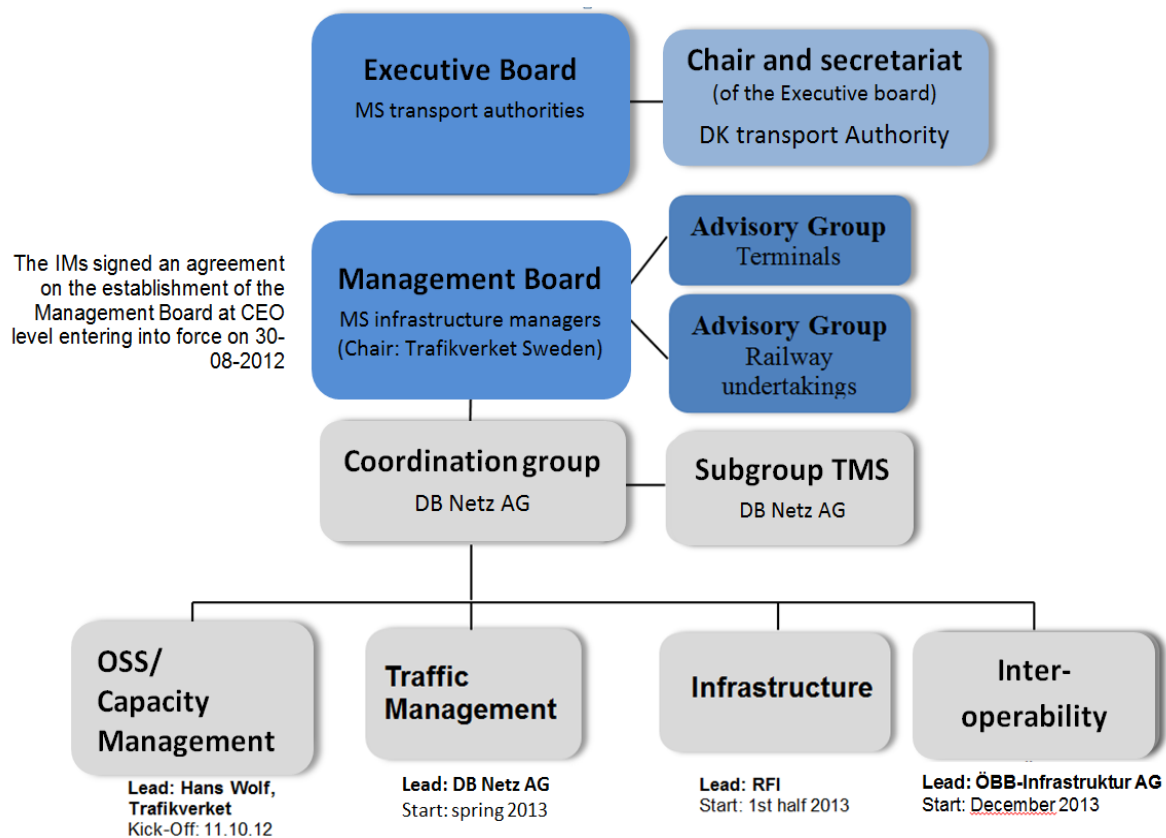 Executive Board
MS transport authorities
Chair and secretariat
(of the Executive board)
DK transport Authority
The IMs signed an agreement
on the establishment of the
Management Board at CEO
level entering into force on 30-
08-2012
Management Board
MS infrastructure managers
(Chair: Trafikverket Sweden)
Advisory Group
Terminals
Advisory Group
Railway
undertakings
Coordination group
DB Netz AG
Subgroup TMS
DB Netz AG
OSS/
Capacity
Management
Lead: Hans Wolf,
Trafikverket
Kick-Off: 11.10.12
Traffic
Management
Lead: DB Netz AG
Start: spring 2013
Infrastructure
Lead: RFI
Start: 1st half 2013
Inter-
operability
Lead: ÖBB-Infrastruktur AG
Start: December 2013